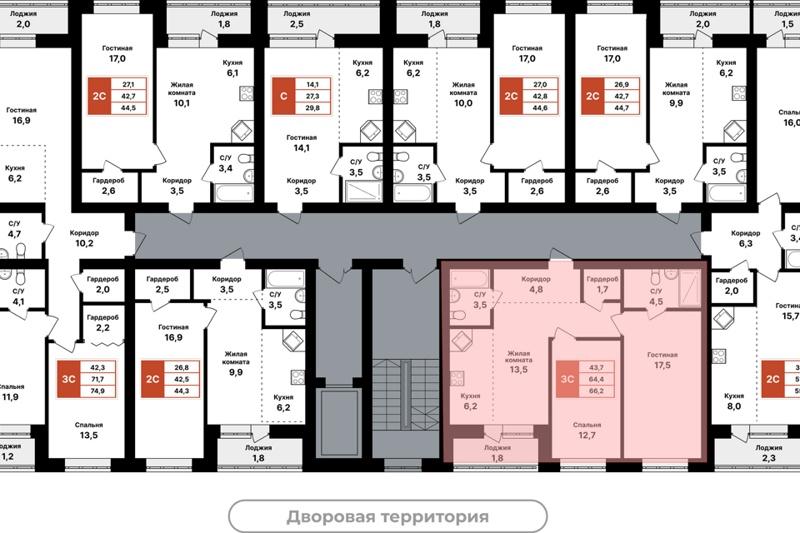 Лоджия
2,0
Лоджия
1,8
Лоджия
2,5
Лоджия
1,8
Лоджия
2,0
Лоджия
1,5
Гостиная
16,9
Кухня
6,2
С/У
4,7
Коридор
10,2
Гостиная
17,0
2С
27,1
42,7
44,5
Гардероб
2,6
Жилая
комната
10,1
Кухня
6,1
С/У
3,4
Коридор
3,5
С
14,1
27,3
29,8
Гостиная
14,1
Кухня
6,2
С/У
3,5
Коридор
3,5
Кухня
6,2
Жилая
комната
10,0
С/У
3,5
Коридор
3,5
Гостиная
17,0
2С
27,0
42,8
44,6
Гардероб
2,6
Гостиная
17,0
2С
26,9
42,7
44,7
Гардероб
2,6
Жилая
комната
9,9
Кухня
6,2
С/У
3,5
Коридор
3,5
16,0
Коридор
6,3
С/У
3,4
С/У
4,1
Гардероб
2,0
Гардероб
2,2
3С
42,3
71,7
74,9
Спальня
13,5
11,9
1,2
Гардероб
2,5
Коридор
3,5
С/У
3,5
Гостиная
16,9
2С
26,8
42,5
44,3
Жилая
комната
9,9
Кухня
6,2
Лоджия
1,8
С/У
3,5
Коридор
4,8
Гардероб
1,7
С/У
4,5
Жилая
комната
13,5
Кухня
6,2
3С
43,7
64,4
66,2
Спальня
12,7
Гостиная
17,5
Лоджия
1,8
Гардероб
2,0
15,7
2С
Кухня
8,0
Лоджия
2,3
Дворовая территория